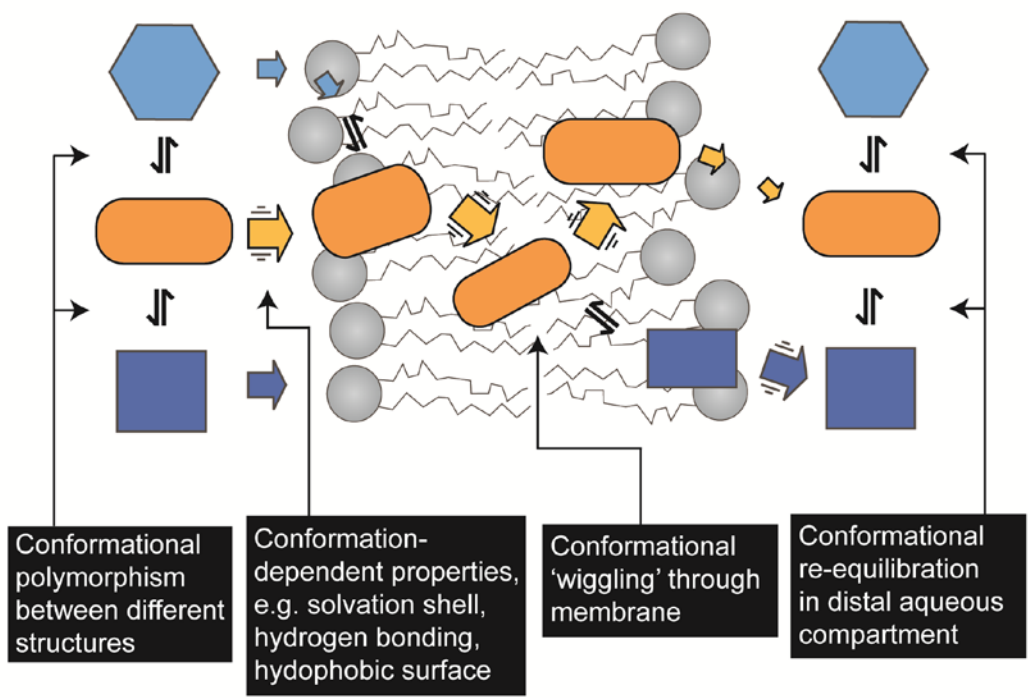 Conformational
polymorphism
between different
structures
Conformation-
dependent properties,
e.g. solvation shell,
hydrogen bonding,
hydophobic surface
Conformational
‘wiggling’ through
membrane
Conformational
re-equilibration
in distal aqueous
compartment